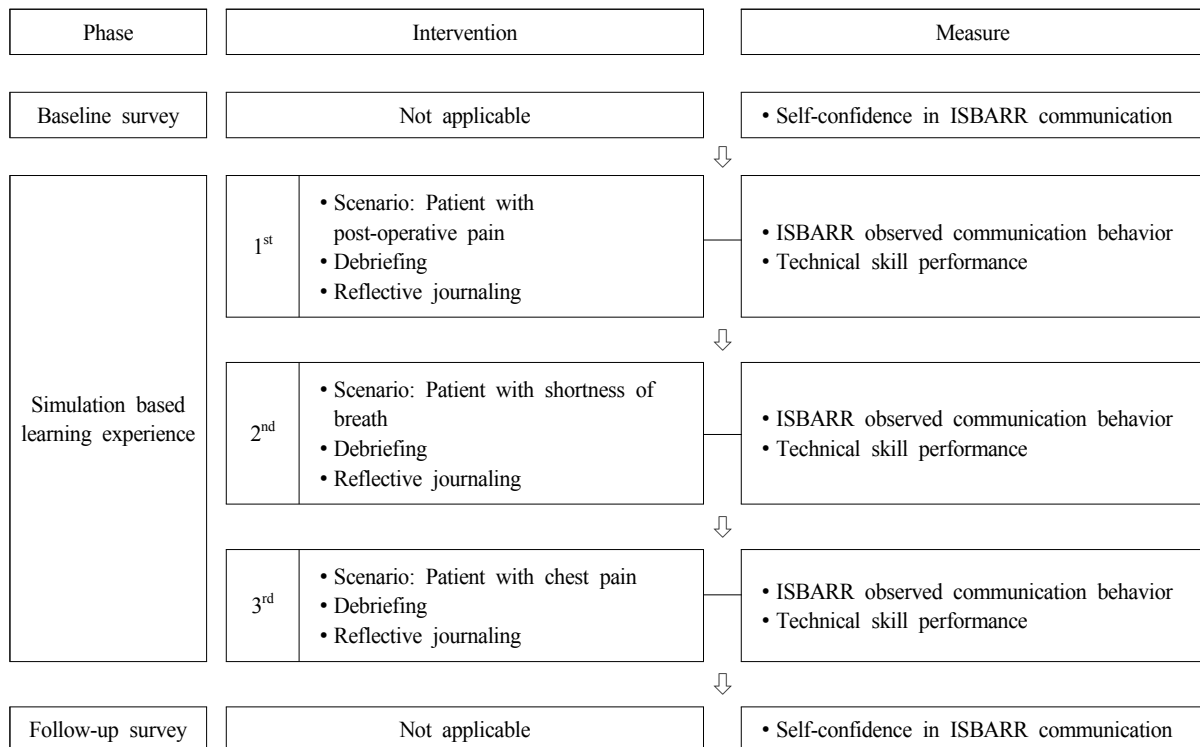 Phase
Intervention
Measure
Baseline survey
Not applicable
• Self-confidence in ISBARR communication
Simulation based
learning experience
1st
• Scenario: Patient with
post-operative pain
• Debriefing
• Reflective journaling
• ISBARR observed communication behavior
• Technical skill performance
2nd
• Scenario: Patient with shortness of
breath
• Debriefing
• Reflective journaling
• ISBARR observed communication behavior
• Technical skill performance
3rd
• Scenario: Patient with chest pain
• Debriefing
• Reflective journaling
• ISBARR observed communication behavior
• Technical skill performance
Follow-up survey
Not applicable
• Self-confidence in ISBARR communication